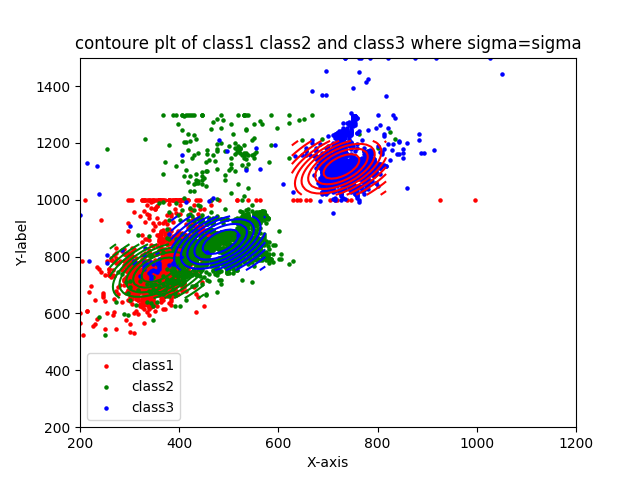 contoure plt of class1 class2 and class3 where sigma=sigma
1400
1200
1000
800
600
400
200
Y-label
class1
class2
class3
200 400 600 800 1000 1200
X-axis